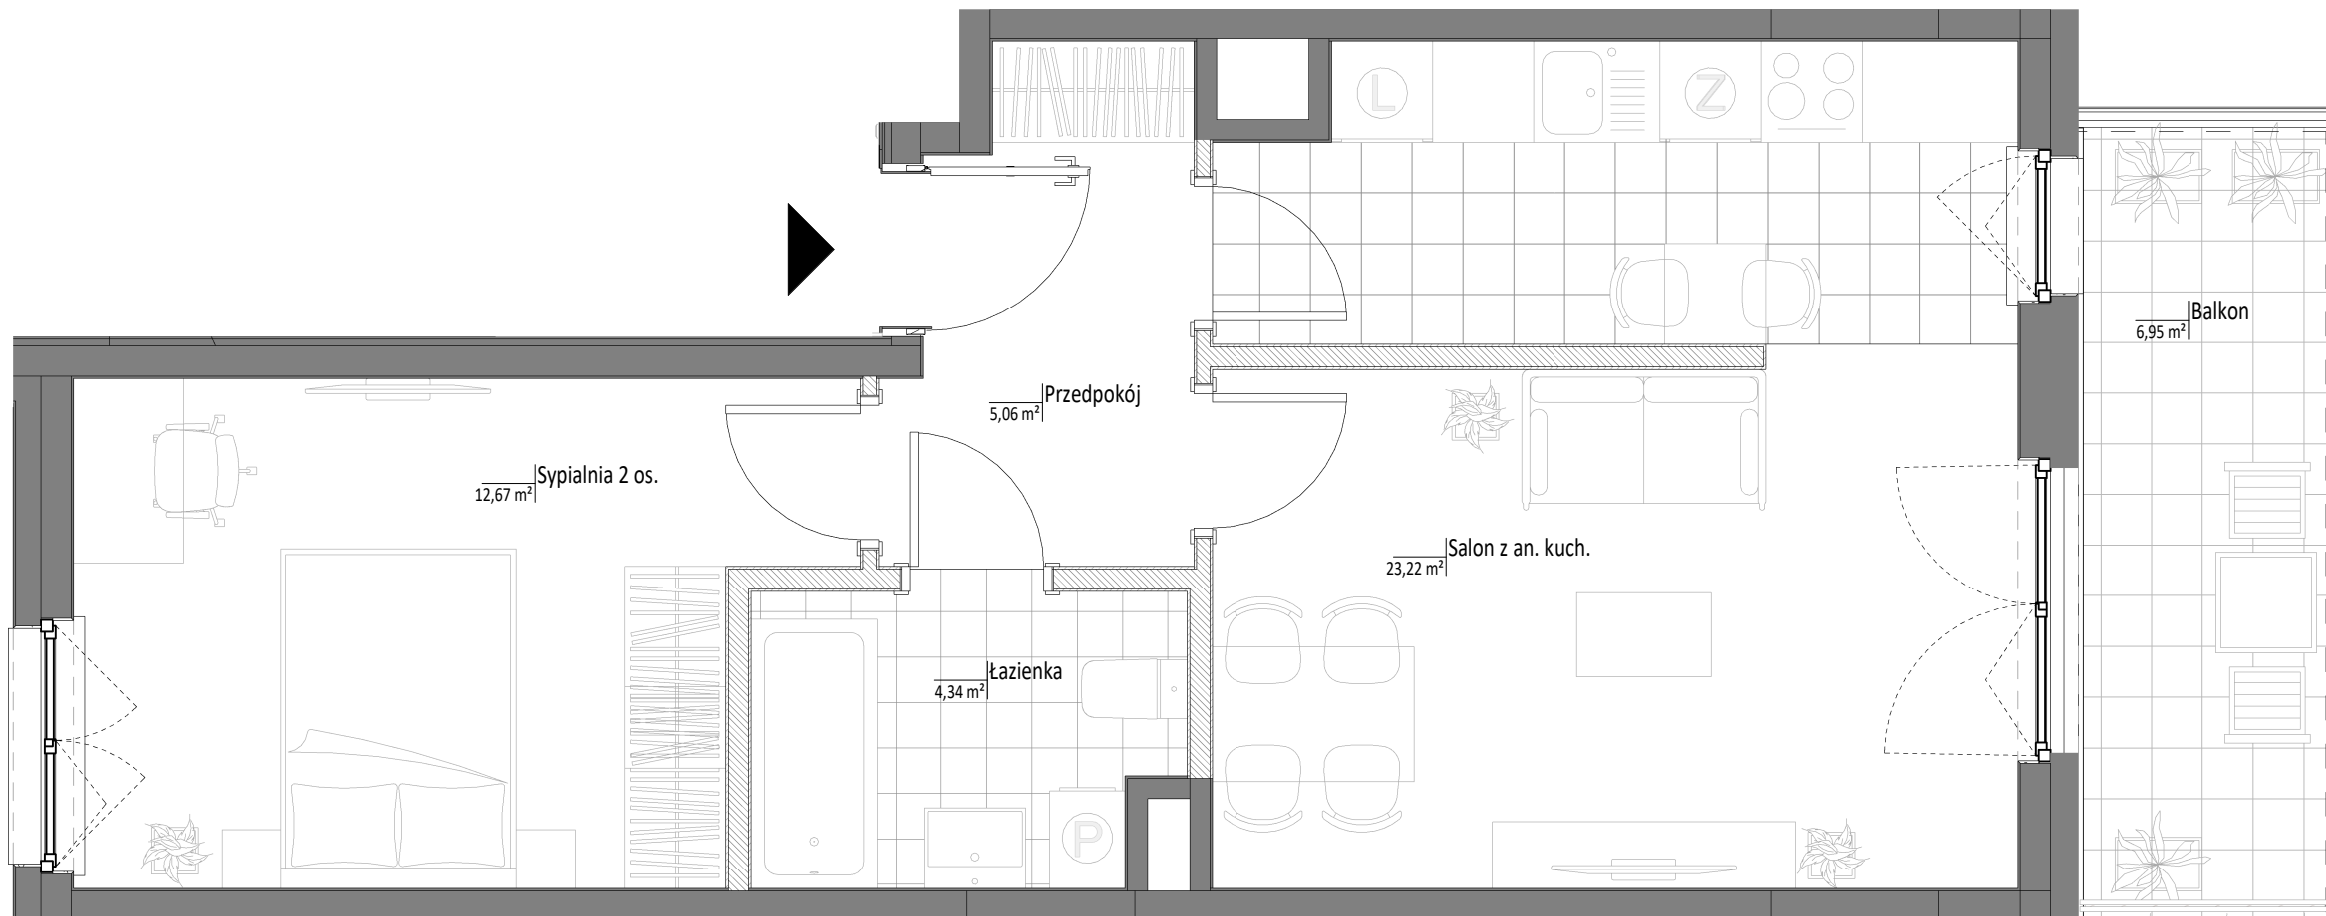 L
Z
Balkon
6,95 m²
Przedpokój
5,06 m²
Sypialnia 2 os.
12,67 m²
Salon z an. kuch.
23,22 m²
Łazienka
4,34 m²
P